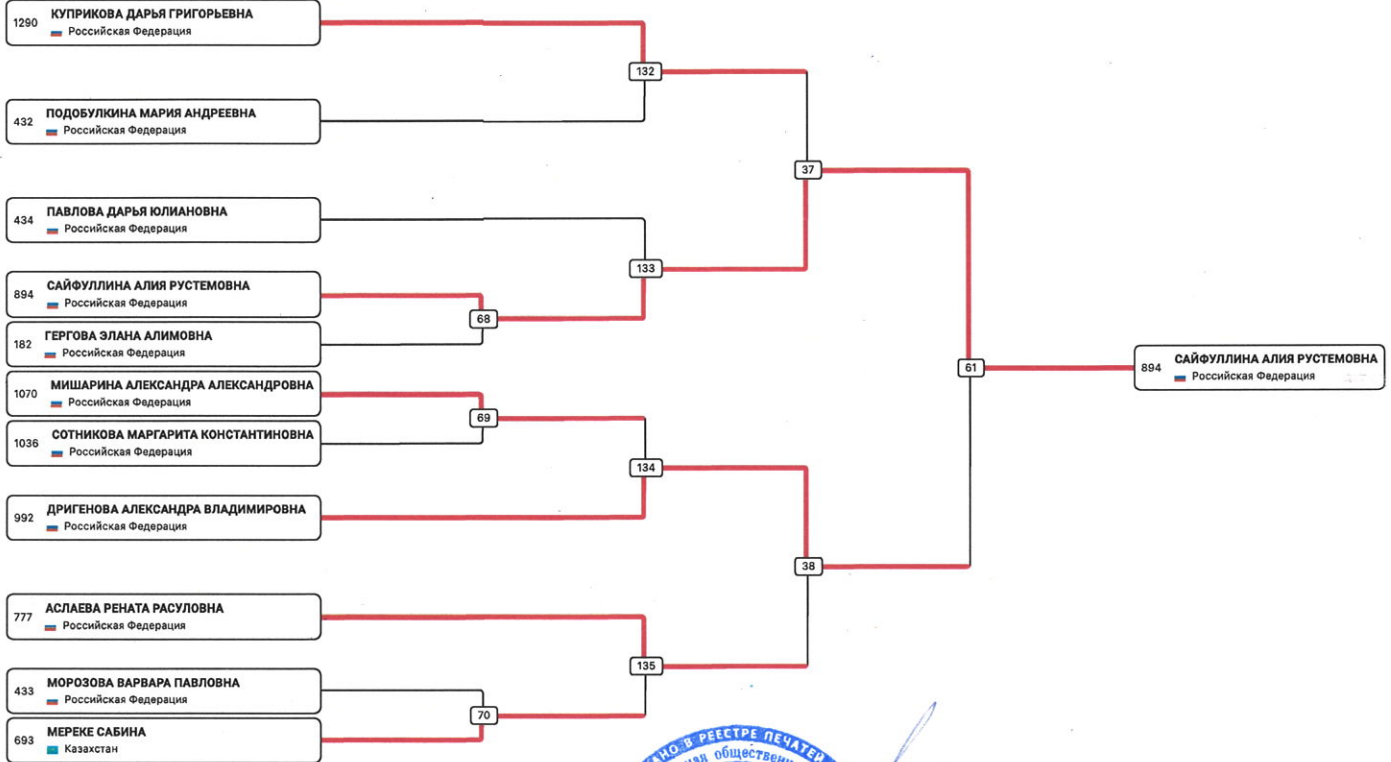 1290 КУПРИКОВА ДАРЬЯ ГРИГОРЬЕВНА
Российская Федерация
132
432 ПОДОБУЛКИНА МАРИЯ АНДРЕЕВНА
Российская Федерация
37
434 ПАВЛОВА ДАРЬЯ ЮЛИАНОВНА
Российская Федерация
133
894 САЙФУЛЛИНА АЛИЯ РУСТЕМОВНА
Российская Федерация
68
182 ГЕРГОВА ЭЛАНА АЛИМОВНА
Российская Федерация
61
894 САЙФУЛЛИНА АЛИЯ РУСТЕМОВНА
Российская Федерация
1070 МИШАРИНА АЛЕКСАНДРА АЛЕКСАНДРОВНА
Российская Федерация
69
1036 СОТНИКОВА МАРГАРИТА КОНСТАНТИНОВНА
Российская Федерация
134
992 ДРИГЕНОВА АЛЕКСАНДРА ВЛАДИМИРОВНА
Российская Федерация
38
777 АСЛАЕВА РЕНАТА РАСУЛОВНА
Российская Федерация
135
433 МОРОЗОВА ВАРВАРА ПАВЛОВНА
Российская Федерация
70
693 МЕРЕКЕ САБИНА
Казахстан
В РЕЕСТРЕ ПЕЧАТЕЙ